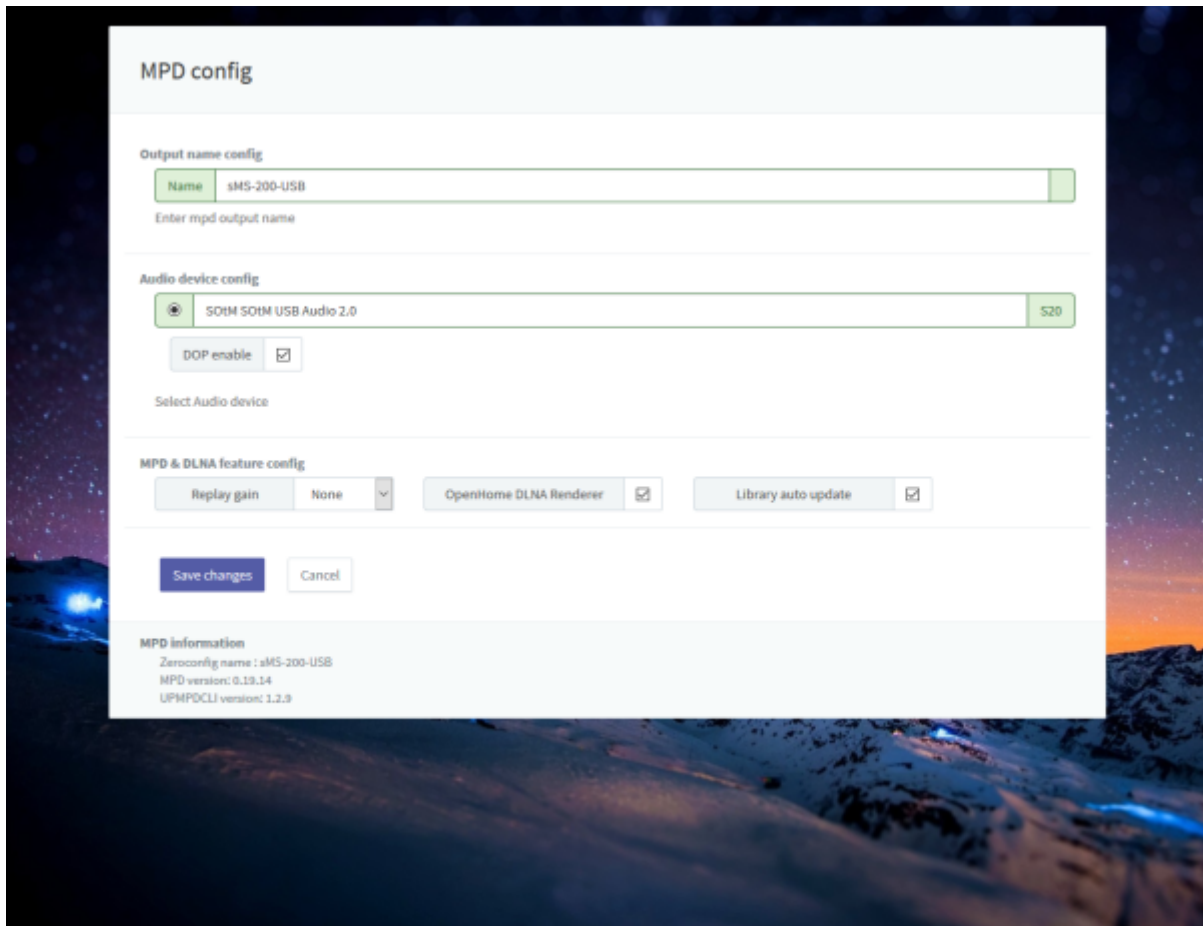 MPD config
Output name config
Name sMS-200-USB
Enter mpd output name
Audio device config
SOtM SOtM USB Audio 2.0 S20
DOP enable
Select Audio device
MPD & DLNA feature config
Replay gain None OpenHome DLNA Renderer Library auto update
Save changes Cancel
MPD information
Zeroconfig name : sMS-200-USB
MPD version: 0.19.14
UPMPDCLI version: 1.2.9